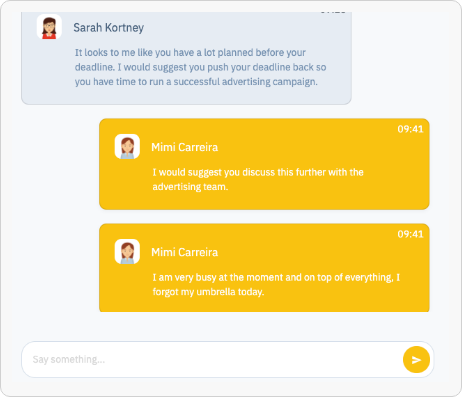 Sarah Kortney
It looks to me like you have a lot planned before your
deadline. I would suggest you push your deadline back so
you have time to run a successful advertising campaign.
09:41
Mimi Carreira
I would suggest you discuss this further with the
advertising team.
09:41
Mimi Carreira
I am very busy at the moment and on top of everything, I
forgot my umbrella today.
Say something...